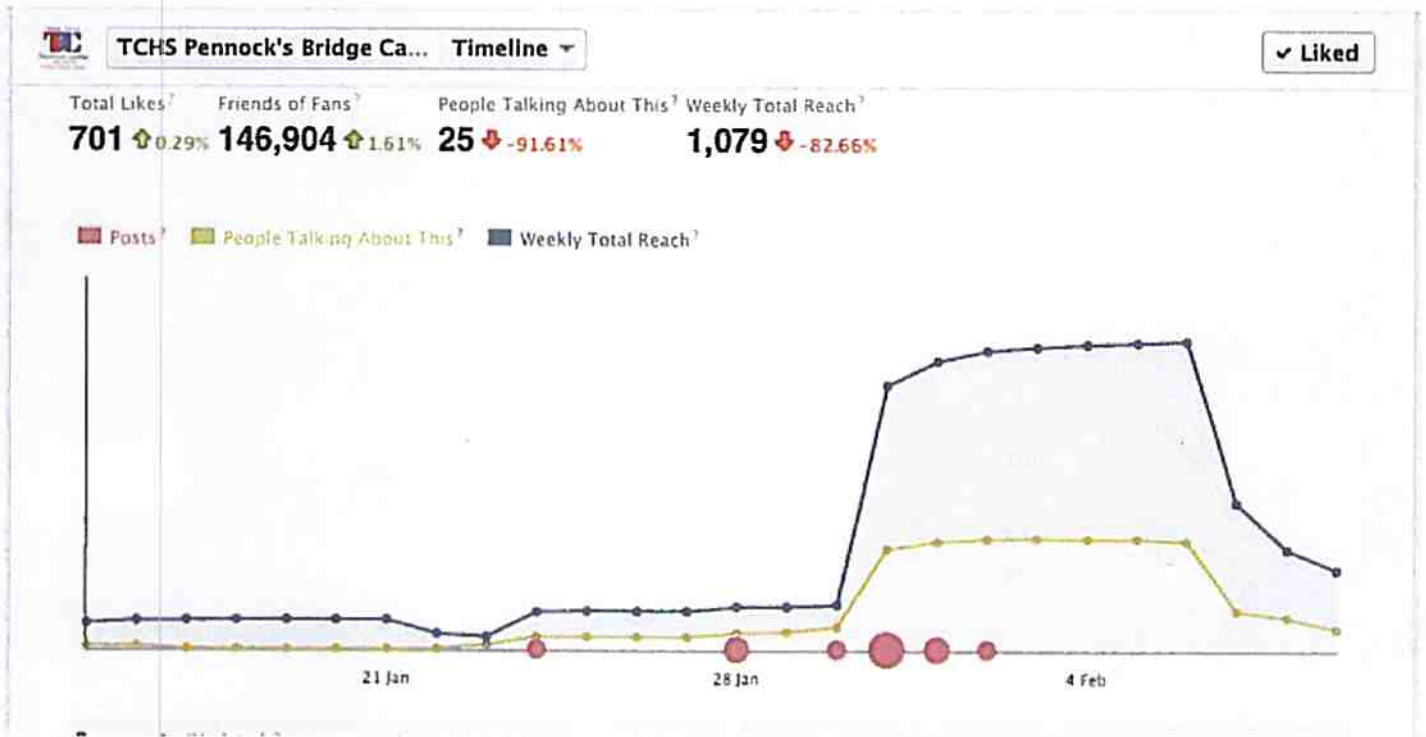 TCHS Pennock's Bridge Ca... Timeline
✓ Liked
Total Likes? Friends of Fans? People Talking About This? Weekly Total Reach?
701 0.29% 146,904 1.61% 25 -91.61% 1,079 -82.66%
Posts? People Talking About This? Weekly Total Reach?
21 Jan 28 Jan 4 Feb